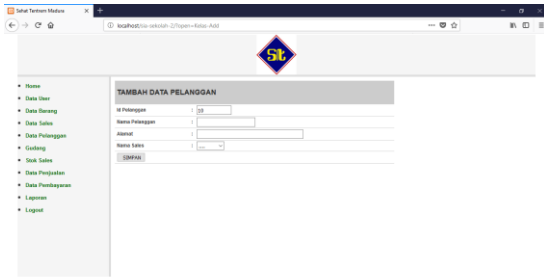 Sehat Tentrem Madura
localhost/sia-sekolah-2/?open=Kelas-Add
Sit
Home
Data User
Data Barang
Data Sales
Data Pelanggan
Gudang
Stok Sales
Data Penjualan
Data Pembayaran
Laporan
Logout
TAMBAH DATA PELANGGAN
Id Pelanggan : 10
Nama Pelanggan :
Alamat :
Nama Sales : ....
SIMPAN